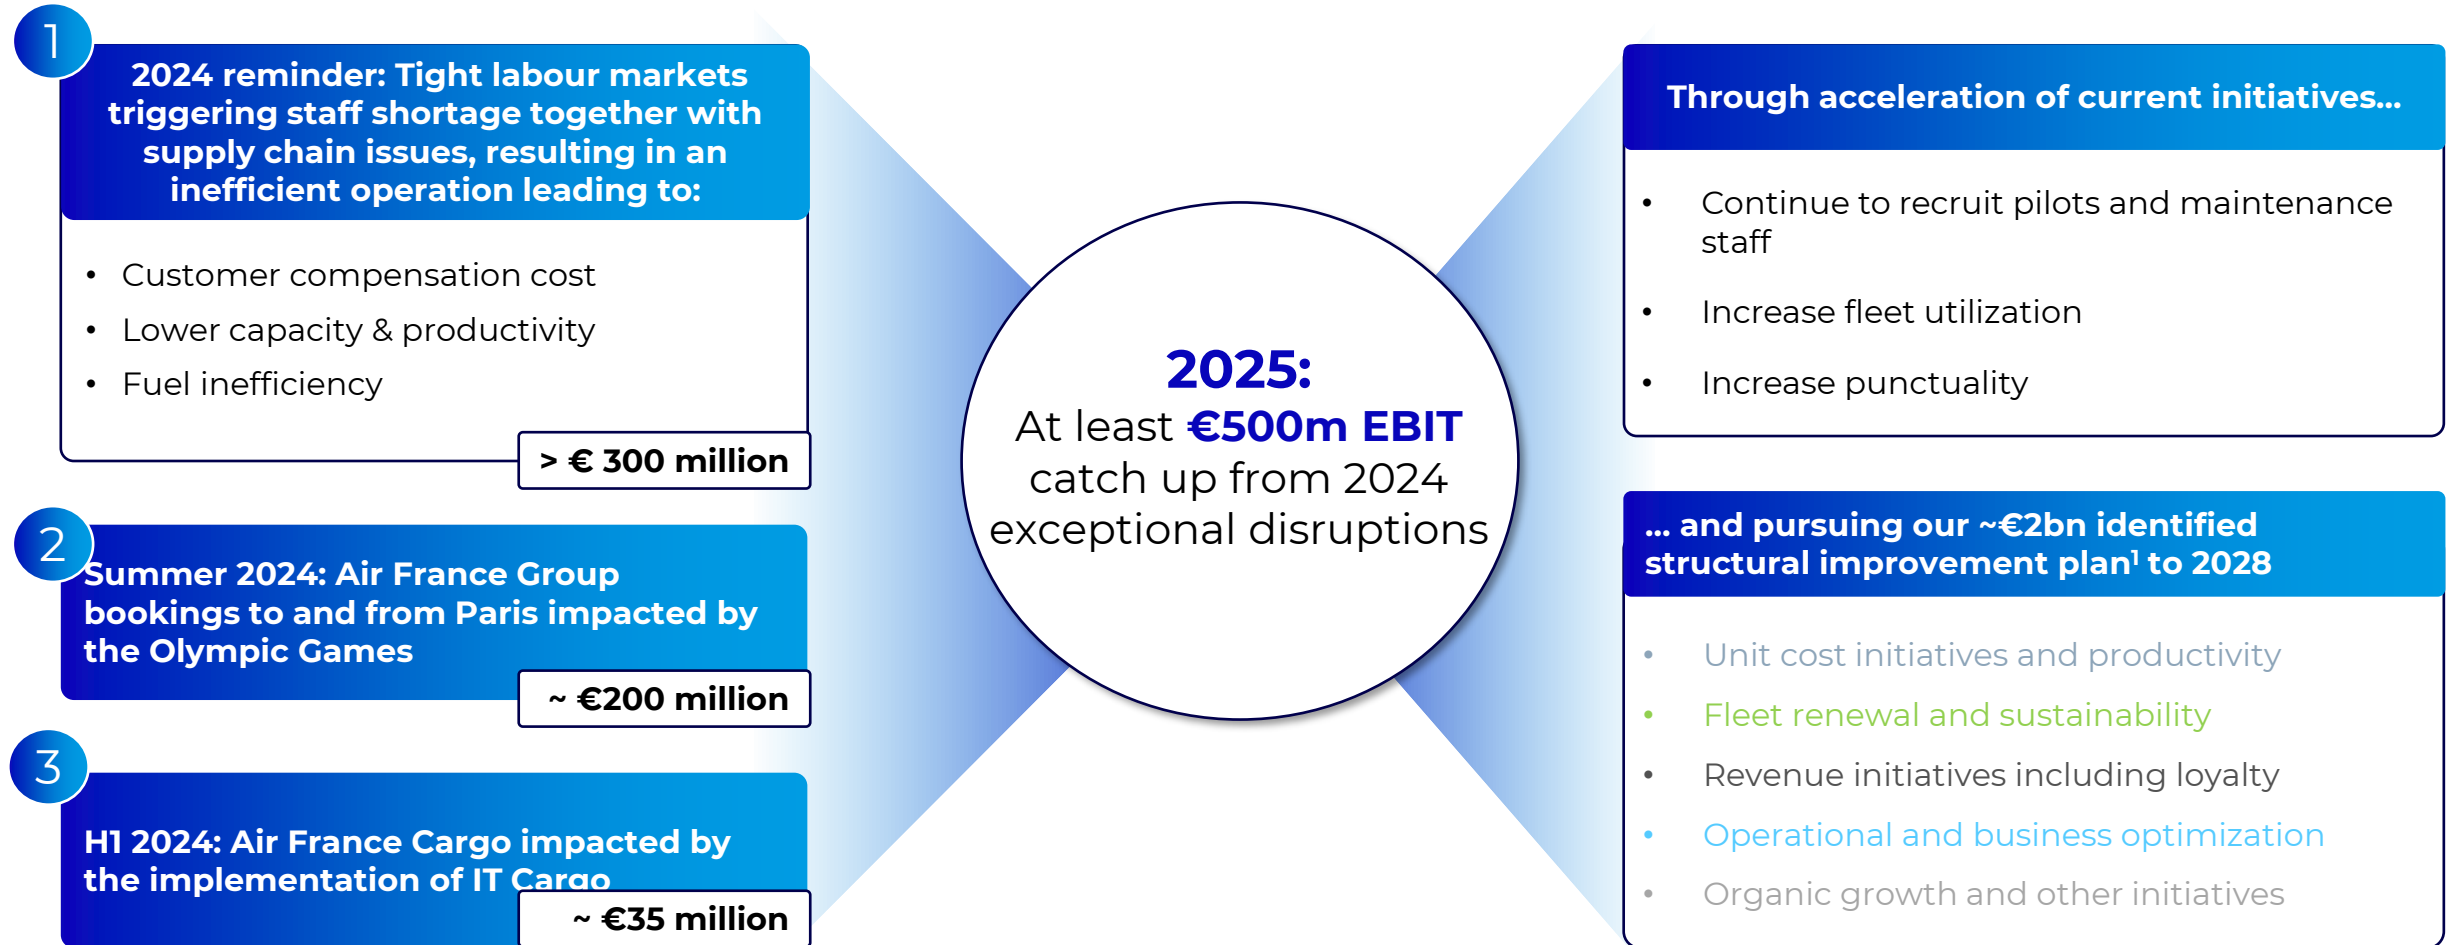 1
2024 reminder: Tight labour markets
triggering staff shortage together with
supply chain issues, resulting in an
inefficient operation leading to:
• Customer compensation cost
• Lower capacity & productivity
• Fuel inefficiency
> € 300 million
2
Summer 2024: Air France Group
bookings to and from Paris impacted by
the Olympic Games
~ €200 million
3
H1 2024: Air France Cargo impacted by
the implementation of IT Cargo
~ €35 million
2025:
At least €500m EBIT
catch up from 2024
exceptional disruptions
Through acceleration of current initiatives...
• Continue to recruit pilots and maintenance
staff
• Increase fleet utilization
• Increase punctuality
... and pursuing our ~€2bn identified
structural improvement plan¹ to 2028
• Unit cost initiatives and productivity
• Fleet renewal and sustainability
• Revenue initiatives including loyalty
• Operational and business optimization
• Organic growth and other initiatives